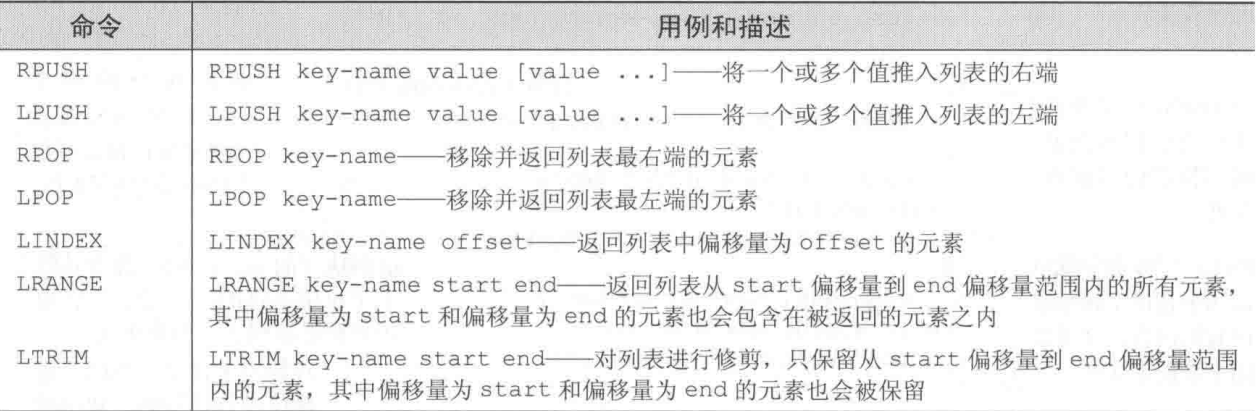 命令 用例和描述
RPUSH RPUSH key-name value [value ...]——将一个或多个值推入列表的右端
LPUSH LPUSH key-name value [value ...]——将一个或多个值推入列表的左端
RPOP RPOP key-name——移除并返回列表最右端的元素
LPOP LPOP key-name——移除并返回列表最左端的元素
LINDEX LINDEX key-name offset——返回列表中偏移量为 offset 的元素
LRANGE LRANGE key-name start end——返回列表从 start 偏移量到 end 偏移量范围内的所有元素，
其中偏移量为 start 和偏移量为 end 的元素也会包含在被返回的元素之内
LTRIM LTRIM key-name start end——对列表进行修剪，只保留从 start 偏移量到 end 偏移量范围
内的元素，其中偏移量为 start 和偏移量为 end 的元素也会被保留